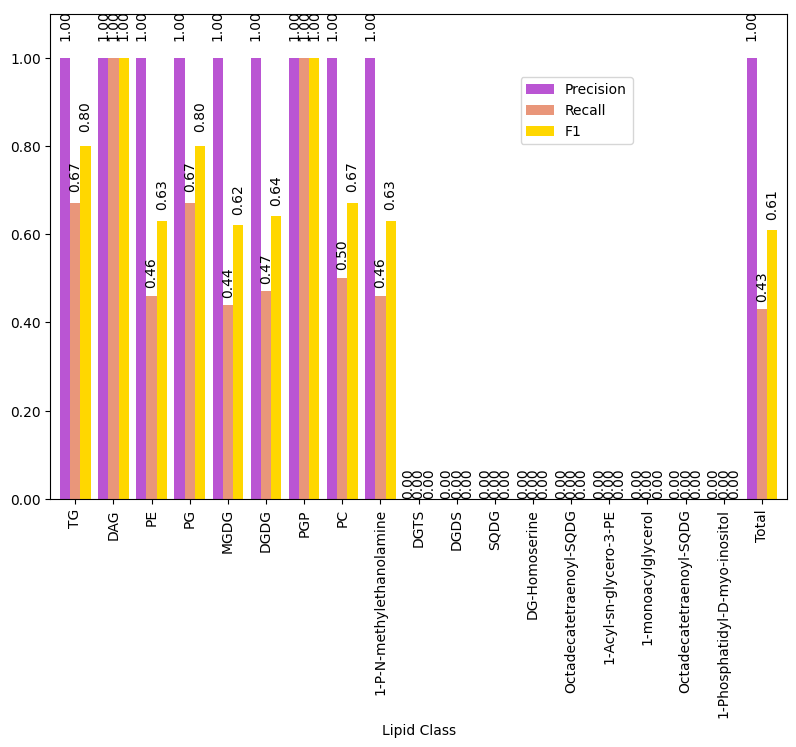 1.00 1.00 1.00 1.00 1.00 1.00 1.00 1.00 1.00 1.00 1.00 1.00 1.00 1.00
1.00
Precision
Recall
F1
0.67 0.80 0.46 0.63 0.67 0.80 0.44 0.62 0.47 0.64 0.50 0.67 0.46 0.63 0.43 0.61
0.80
0.60
0.40
0.20
0.00
0.00 0.00 0.00 0.00 0.00 0.00 0.00 0.00 0.00 0.00 0.00 0.00 0.00 0.00 0.00 0.00 0.00 0.00 0.00 0.00 0.00 0.00 0.00 0.00 0.00 0.00 0.00
TG
DAG
PE
PG
MGDG
DGDG
PGP
PC
1-P-N-methylethanolamine
DGTS
DGDS
SQDG
DG-Homoserine
Octadecatetraenoyl-SQDG
1-Acyl-sn-glycero-3-PE
1-monoacylglycerol
Octadecatetraenoyl-SQDG
1-Phosphatidyl-D-myo-inositol
Total
Lipid Class